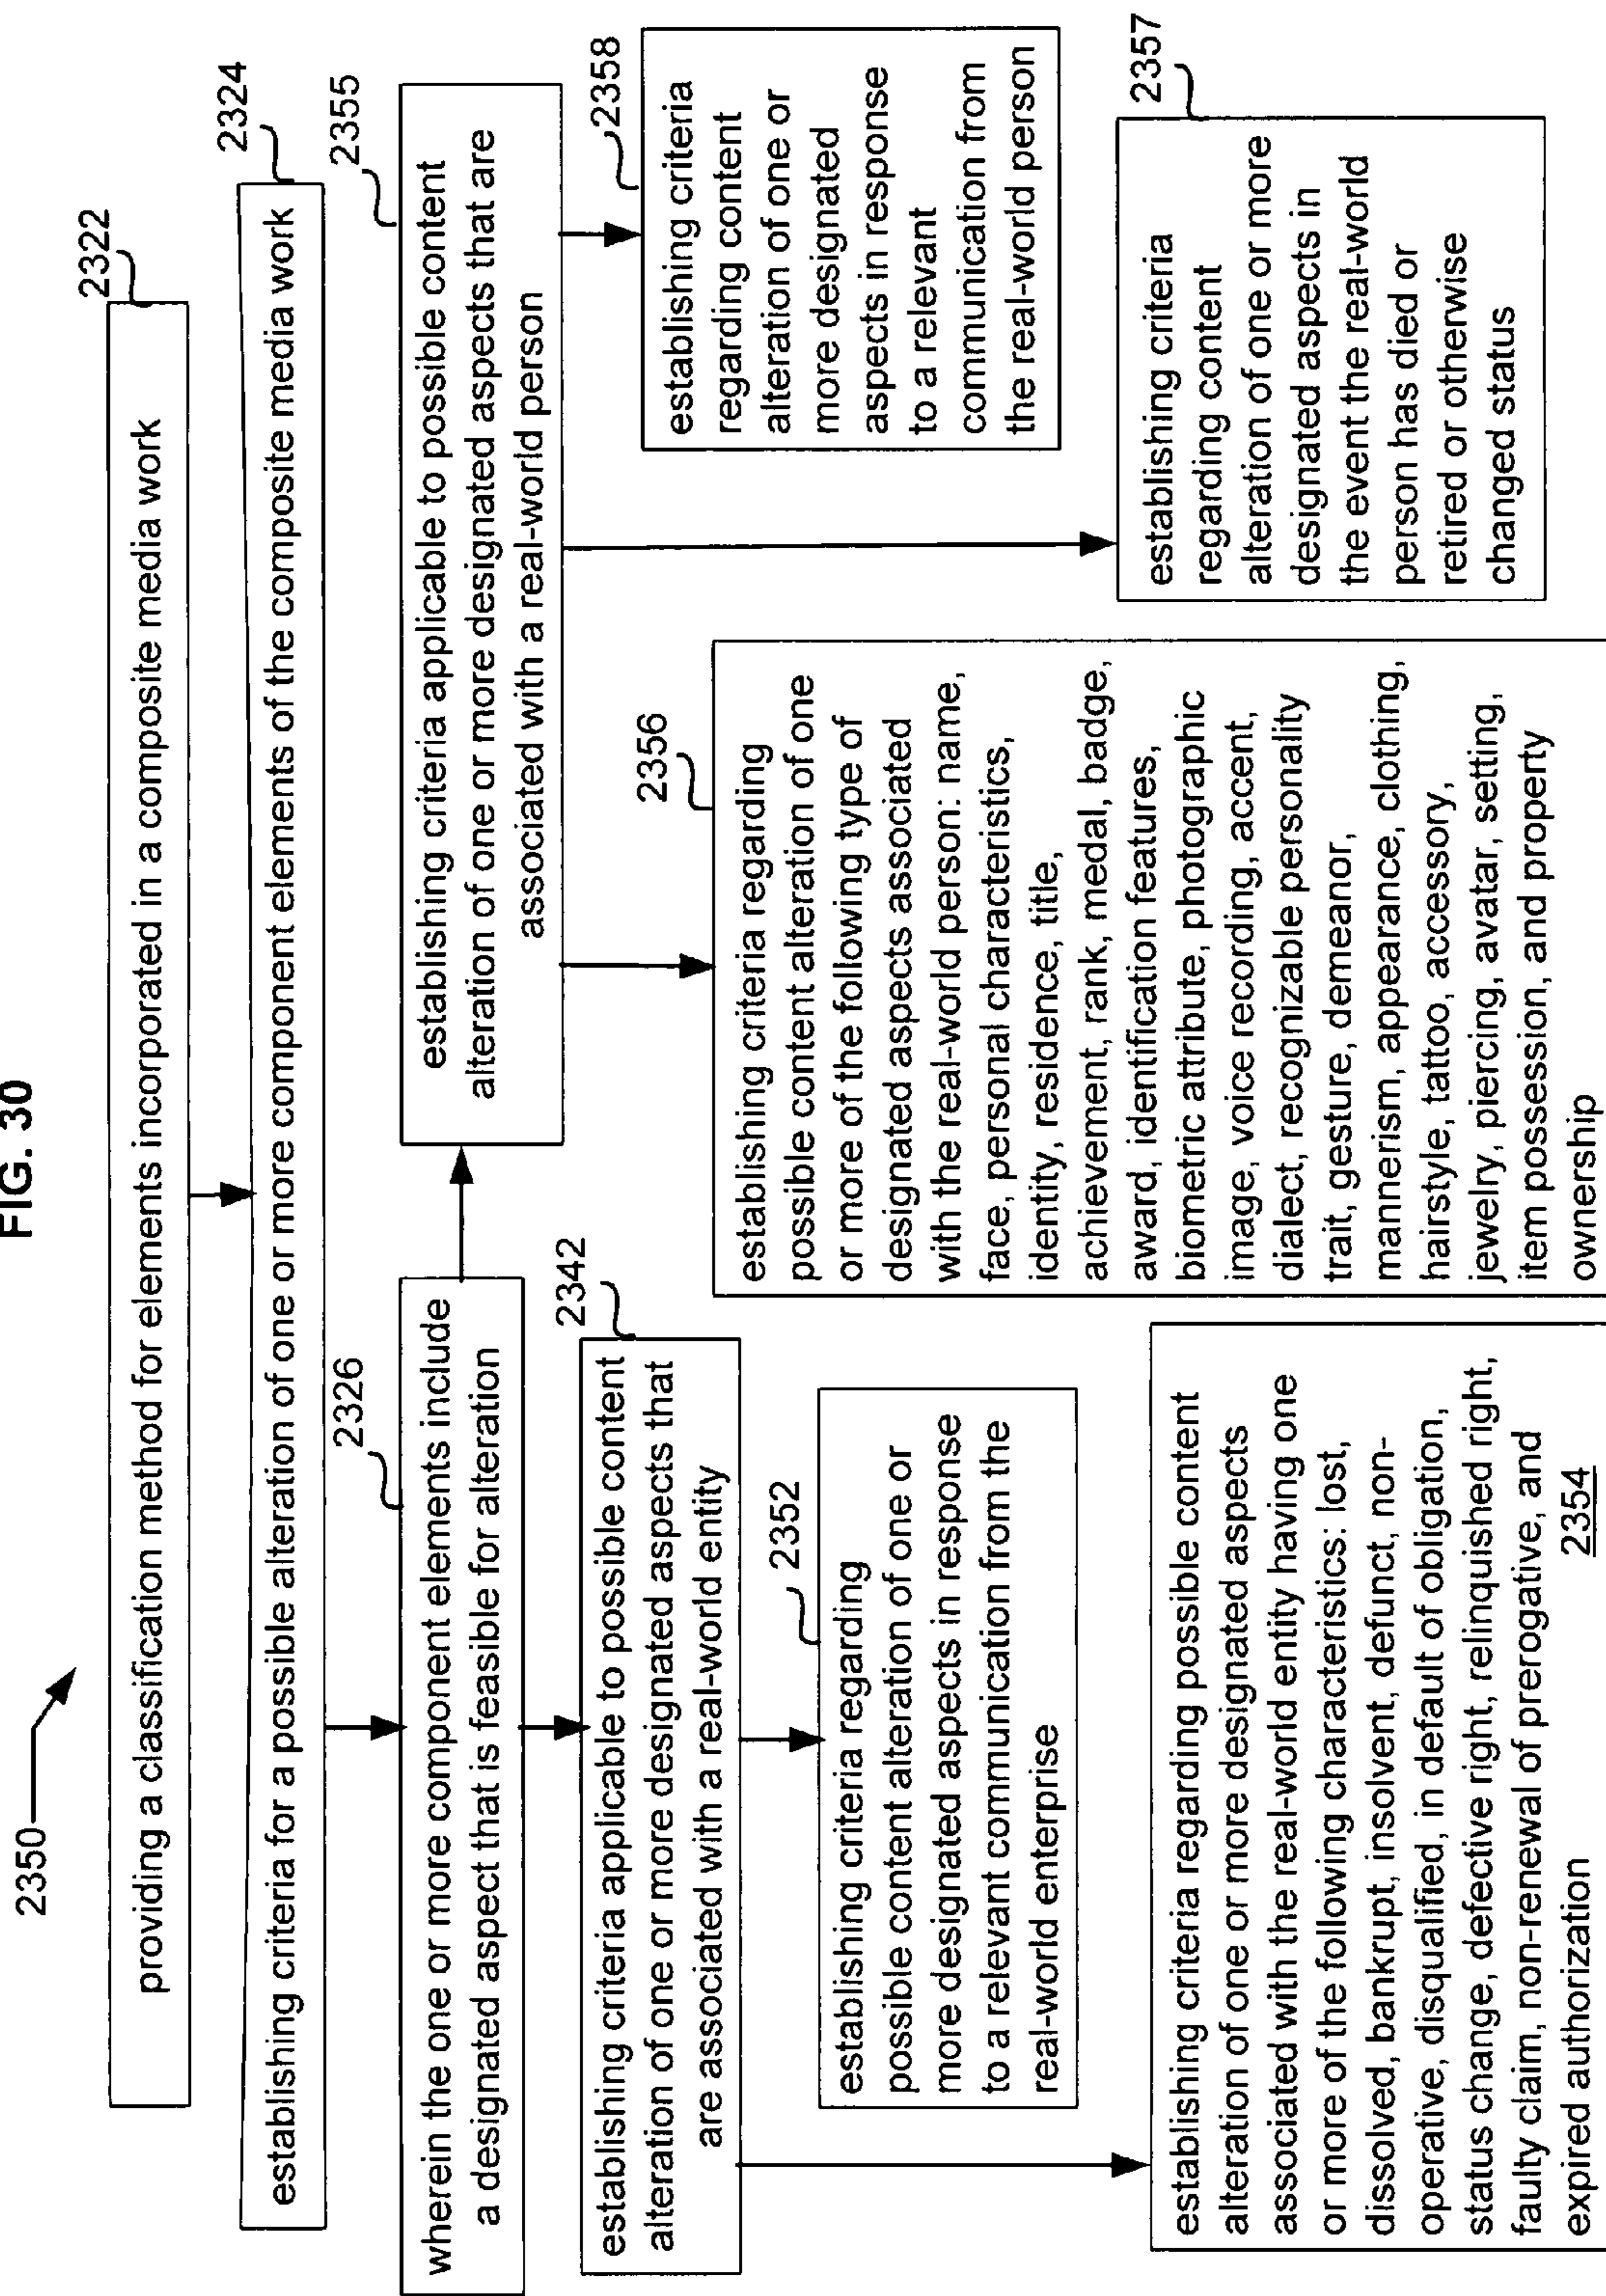 FIG. 30
2350
2322
providing a classification method for elements incorporated in a composite media work
2324
establishing criteria for a possible alteration of one or more component elements of the composite media work
2326
wherein the one or more component elements include
a designated aspect that is feasible for alteration
2355
establishing criteria applicable to possible content
alteration of one or more designated aspects that are
associated with a real-world person
2342
establishing criteria applicable to possible content
alteration of one or more designated aspects that
are associated with a real-world entity
2352
establishing criteria regarding
possible content alteration of one or
more designated aspects in response
to a relevant communication from the
real-world enterprise
establishing criteria regarding possible content
alteration of one or more designated aspects
associated with the real-world entity having one
or more of the following characteristics: lost,
dissolved, bankrupt, insolvent, defunct, non-
operative, disqualified, in default of obligation,
status change, defective right, relinquished right,
faulty claim, non-renewal of prerogative, and
expired authorization
2354
2356
establishing criteria regarding
possible content alteration of one
or more of the following type of
designated aspects associated
with the real-world person: name,
face, personal characteristics,
identity, residence, title,
achievement, rank, medal, badge,
award, identification features,
biometric attribute, photographic
image, voice recording, accent,
dialect, recognizable personality
trait, gesture, demeanor,
mannerism, appearance, clothing,
hairstyle, tattoo, accessory,
jewelry, piercing, avatar, setting,
item possession, and property
ownership
2358
establishing criteria
regarding content
alteration of one or
more designated
aspects in response
to a relevant
communication from
the real-world person
2357
establishing criteria
regarding content
alteration of one or more
designated aspects in
the event the real-world
person has died or
retired or otherwise
changed status